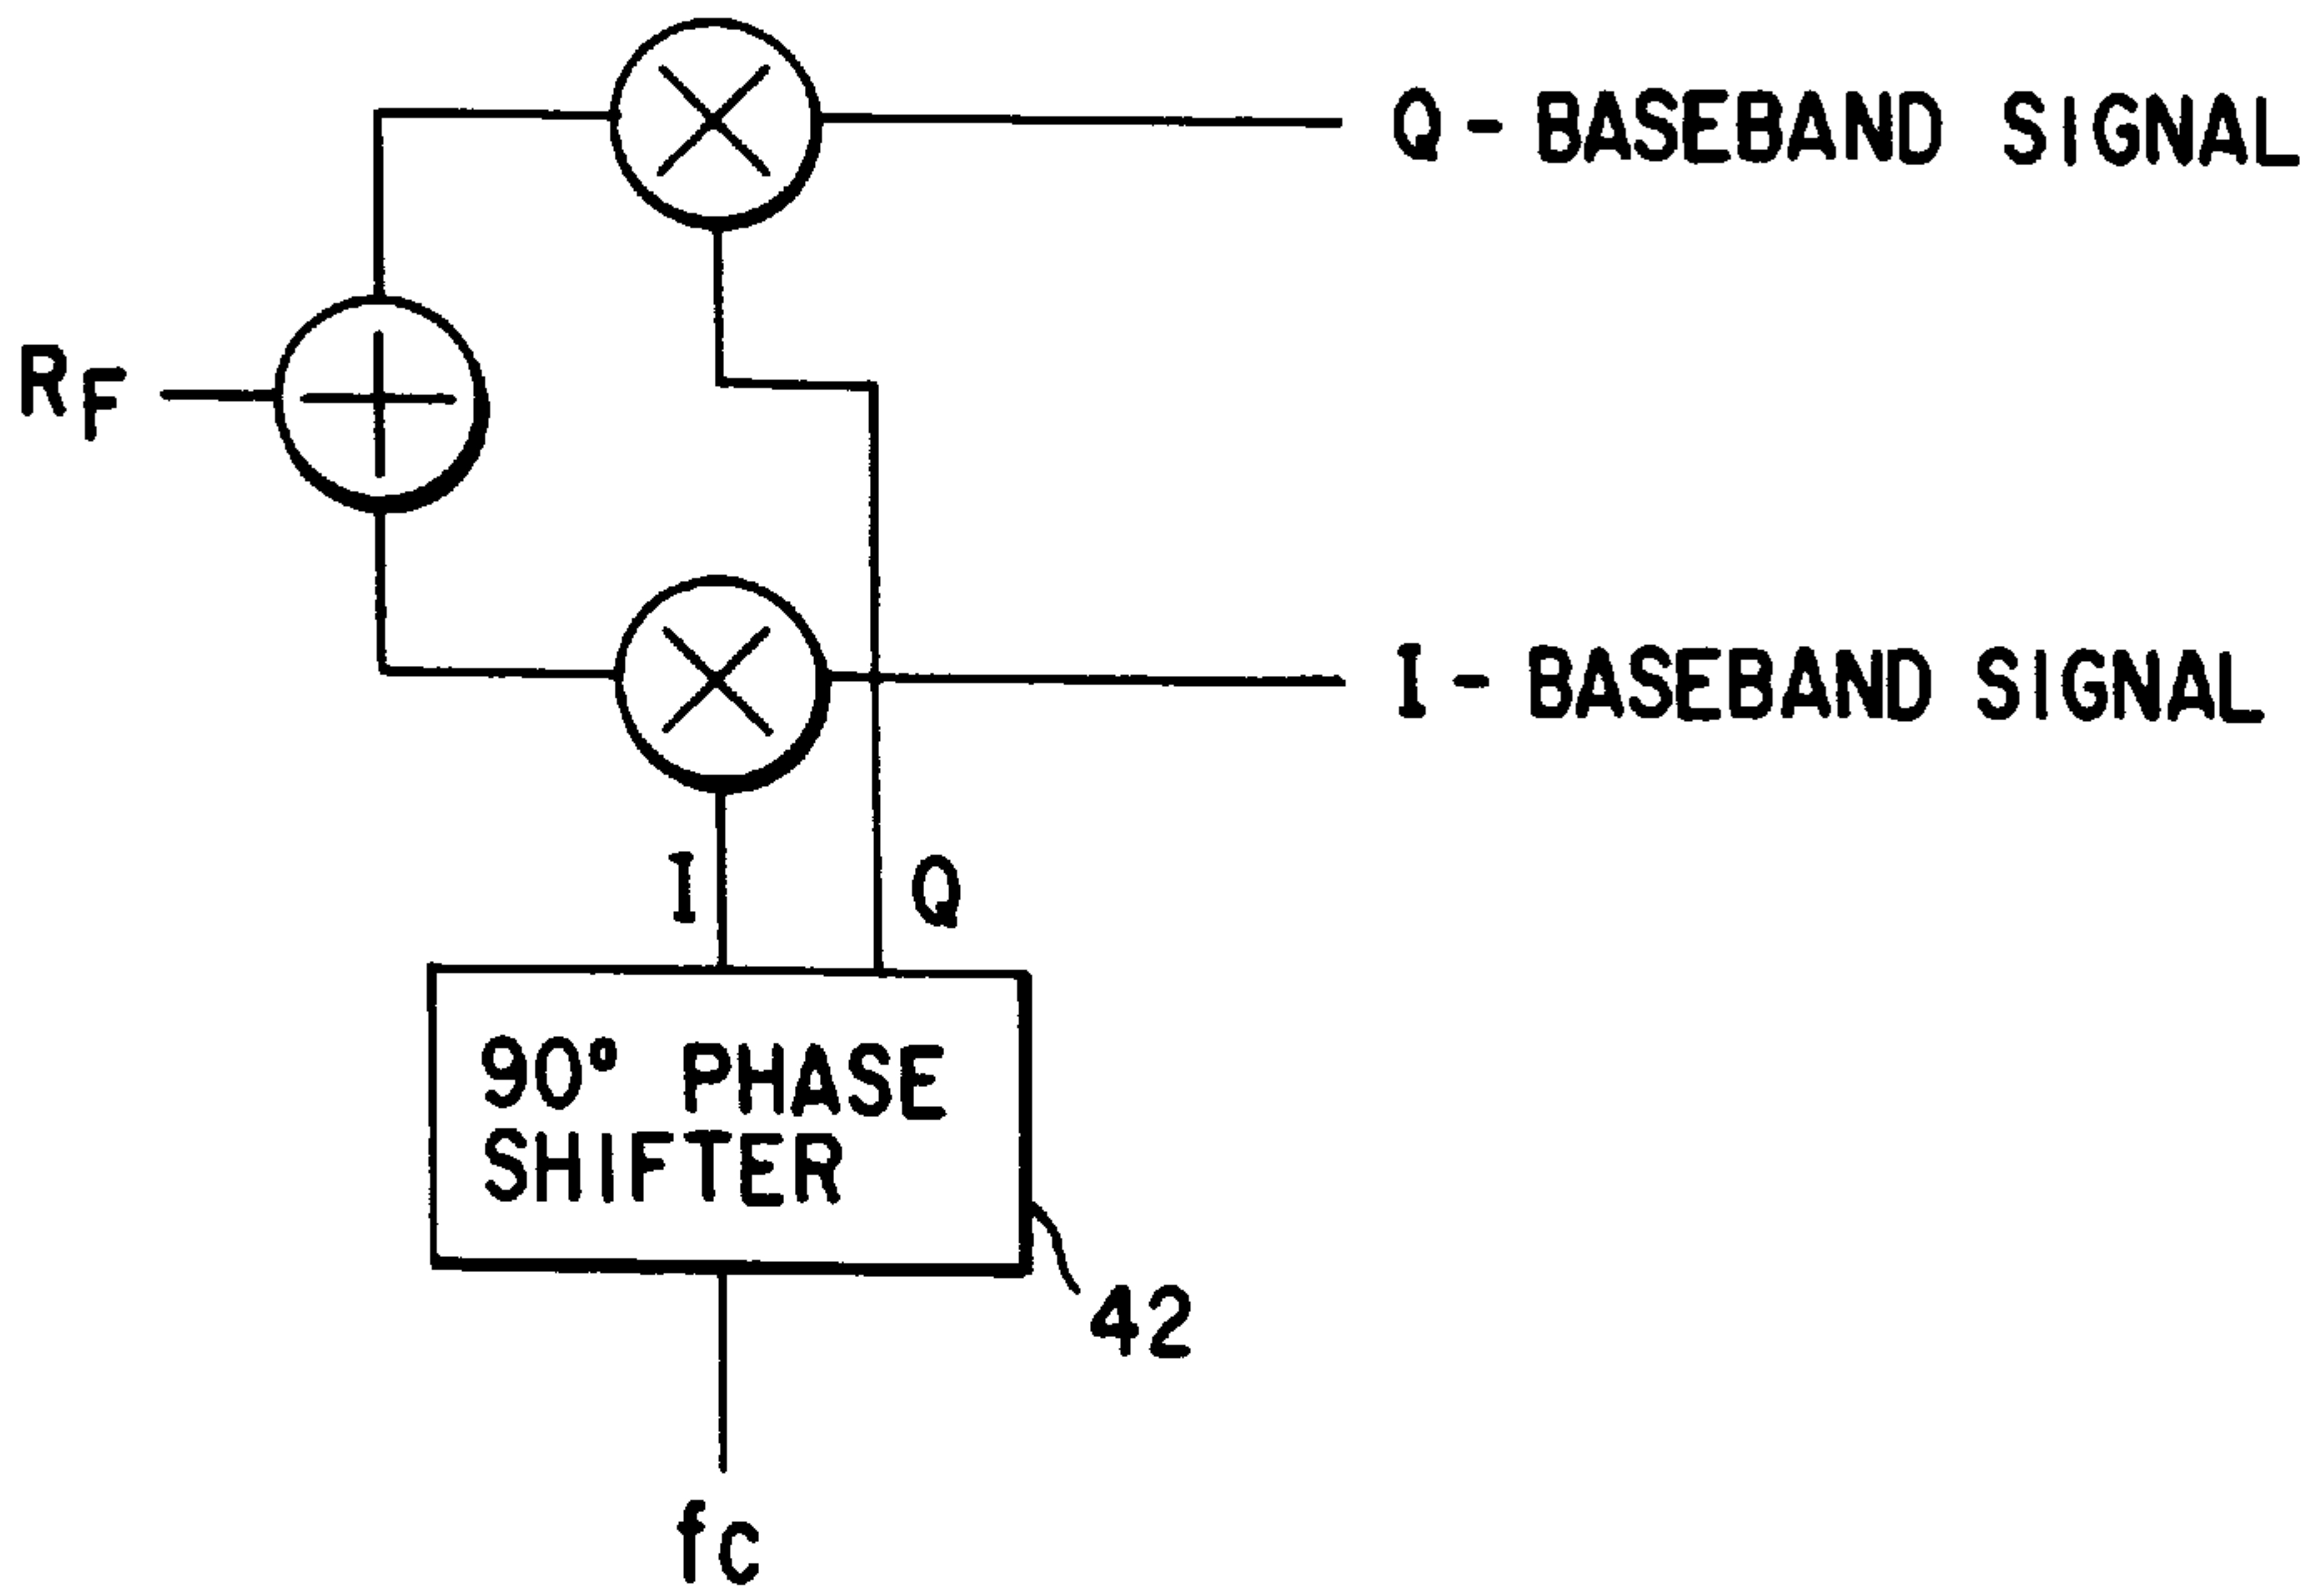 Q - BASEBAND SIGNAL
RF
I - BASEBAND SIGNAL
I
Q
90° PHASE
SHIFTER
42
fc